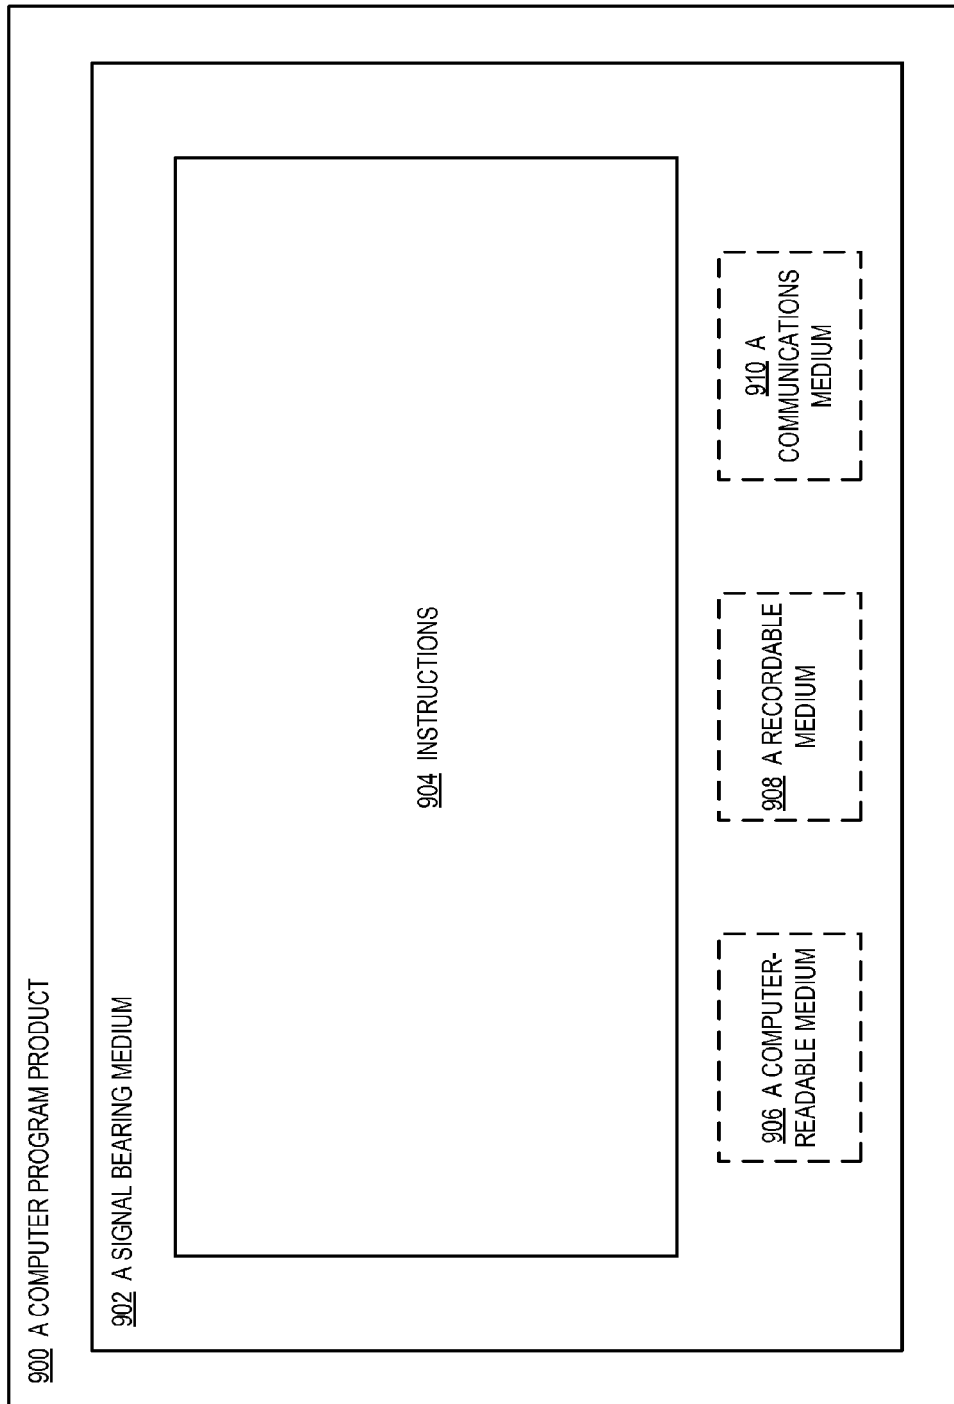 900 A COMPUTER PROGRAM PRODUCT
902 A SIGNAL BEARING MEDIUM
904 INSTRUCTIONS
906 A COMPUTER-
READABLE MEDIUM
908 A RECORDABLE
MEDIUM
910 A
COMMUNICATIONS
MEDIUM